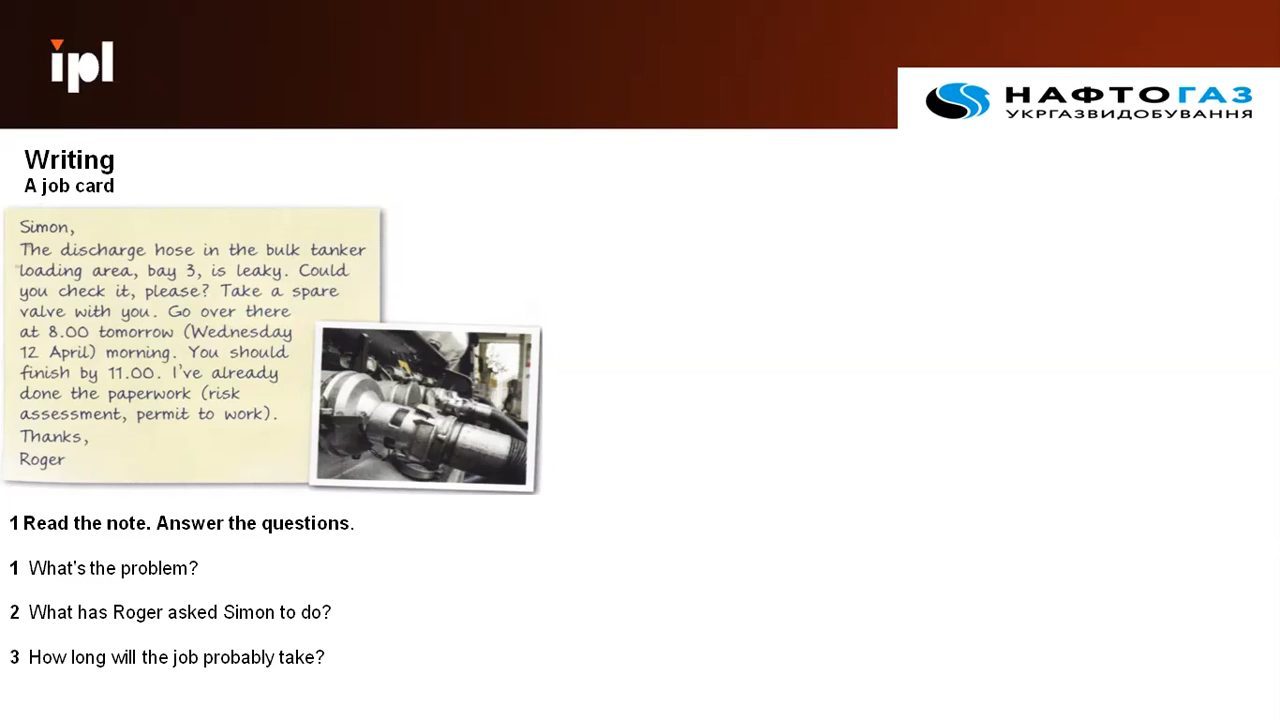 ipl
НАФТОГАЗ
УКРГАЗВИДОБУВАННЯ
Writing
A job card
Simon,
The discharge hose in the bulk tanker
loading area, bay 3, is leaky. Could
you check it, please? Take a spare
valve with you. Go over there
at 8.00 tomorrow (Wednesday
12 April) morning. You should
finish by 11.00. I've already
done the paperwork (risk
assessment, permit to work).
Thanks,
Roger
1 Read the note. Answer the questions.
1 What's the problem?
2 What has Roger asked Simon to do?
3 How long will the job probably take?